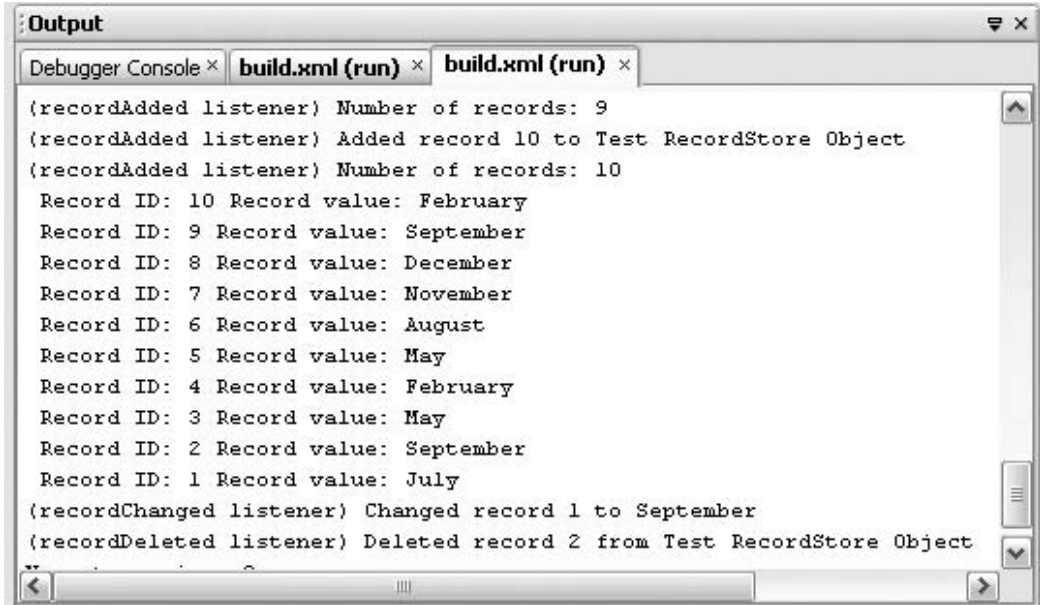 Output
Debugger Console build.xml (run) build.xml (run)
(recordAdded listener) Number of records: 9
(recordAdded listener) Added record 10 to Test RecordStore Object
(recordAdded listener) Number of records: 10
Record ID: 10 Record value: February
Record ID: 9 Record value: September
Record ID: 8 Record value: December
Record ID: 7 Record value: November
Record ID: 6 Record value: August
Record ID: 5 Record value: May
Record ID: 4 Record value: February
Record ID: 3 Record value: May
Record ID: 2 Record value: September
Record ID: 1 Record value: July
(recordChanged listener) Changed record 1 to September
(recordDeleted listener) Deleted record 2 from Test RecordStore Object